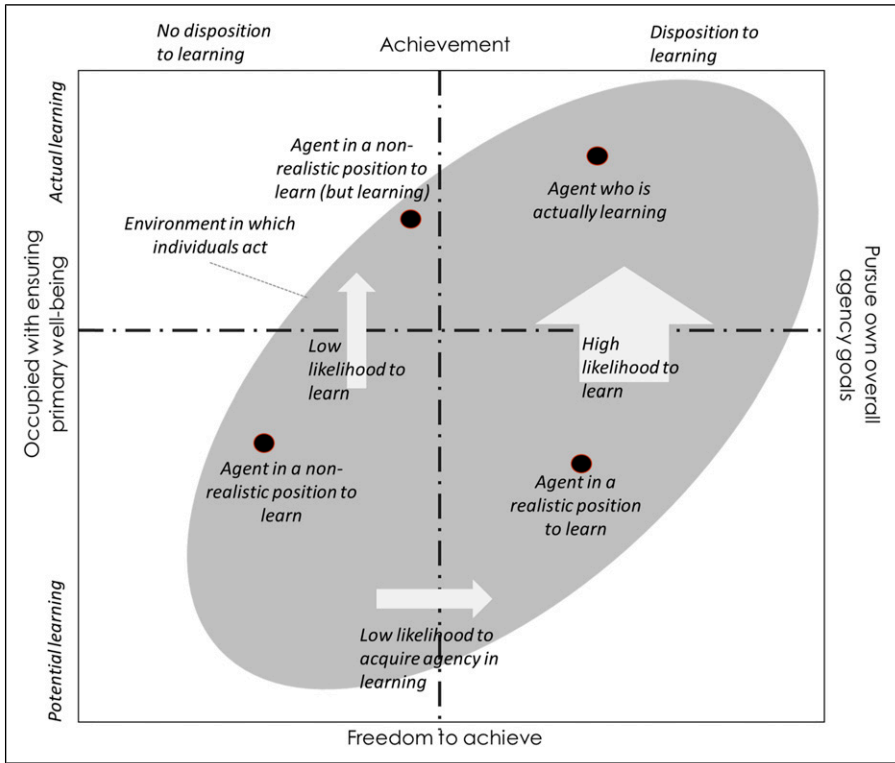 No disposition
to learning
Achievement
Disposition to
learning
Actual learning
Agent in a non-
realistic position to
learn (but learning)
Agent who is
actually learning
Environment in which
individuals act
Occupied with ensuring
primary well-being
Pursue own overall
agency goals
Low
likelihood to
learn
High
likelihood to
learn
Agent in a non-
realistic position to
learn
Agent in a
realistic position
to learn
Potential learning
Low likelihood to
acquire agency in
learning
Freedom to achieve